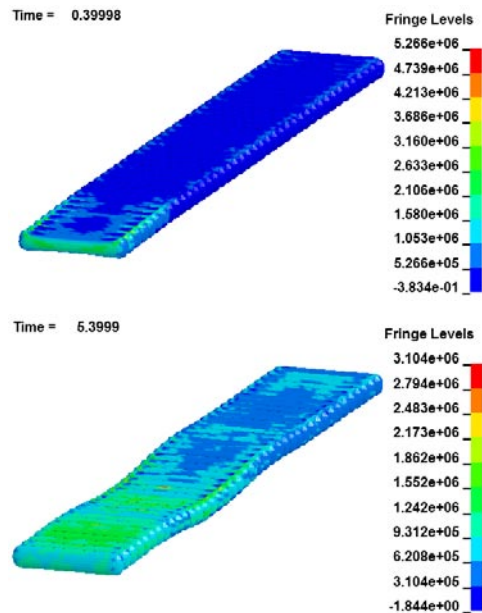 Time = 0.39998
Fringe Levels
5.266e+06
4.739e+06
4.213e+06
3.686e+06
3.160e+06
2.633e+06
2.106e+06
1.580e+06
1.053e+06
5.266e+05
-3.834e-01
Time = 5.3999
Fringe Levels
3.104e+06
2.794e+06
2.483e+06
2.173e+06
1.862e+06
1.552e+06
1.242e+06
9.312e+05
6.208e+05
3.104e+05
-1.844e+00